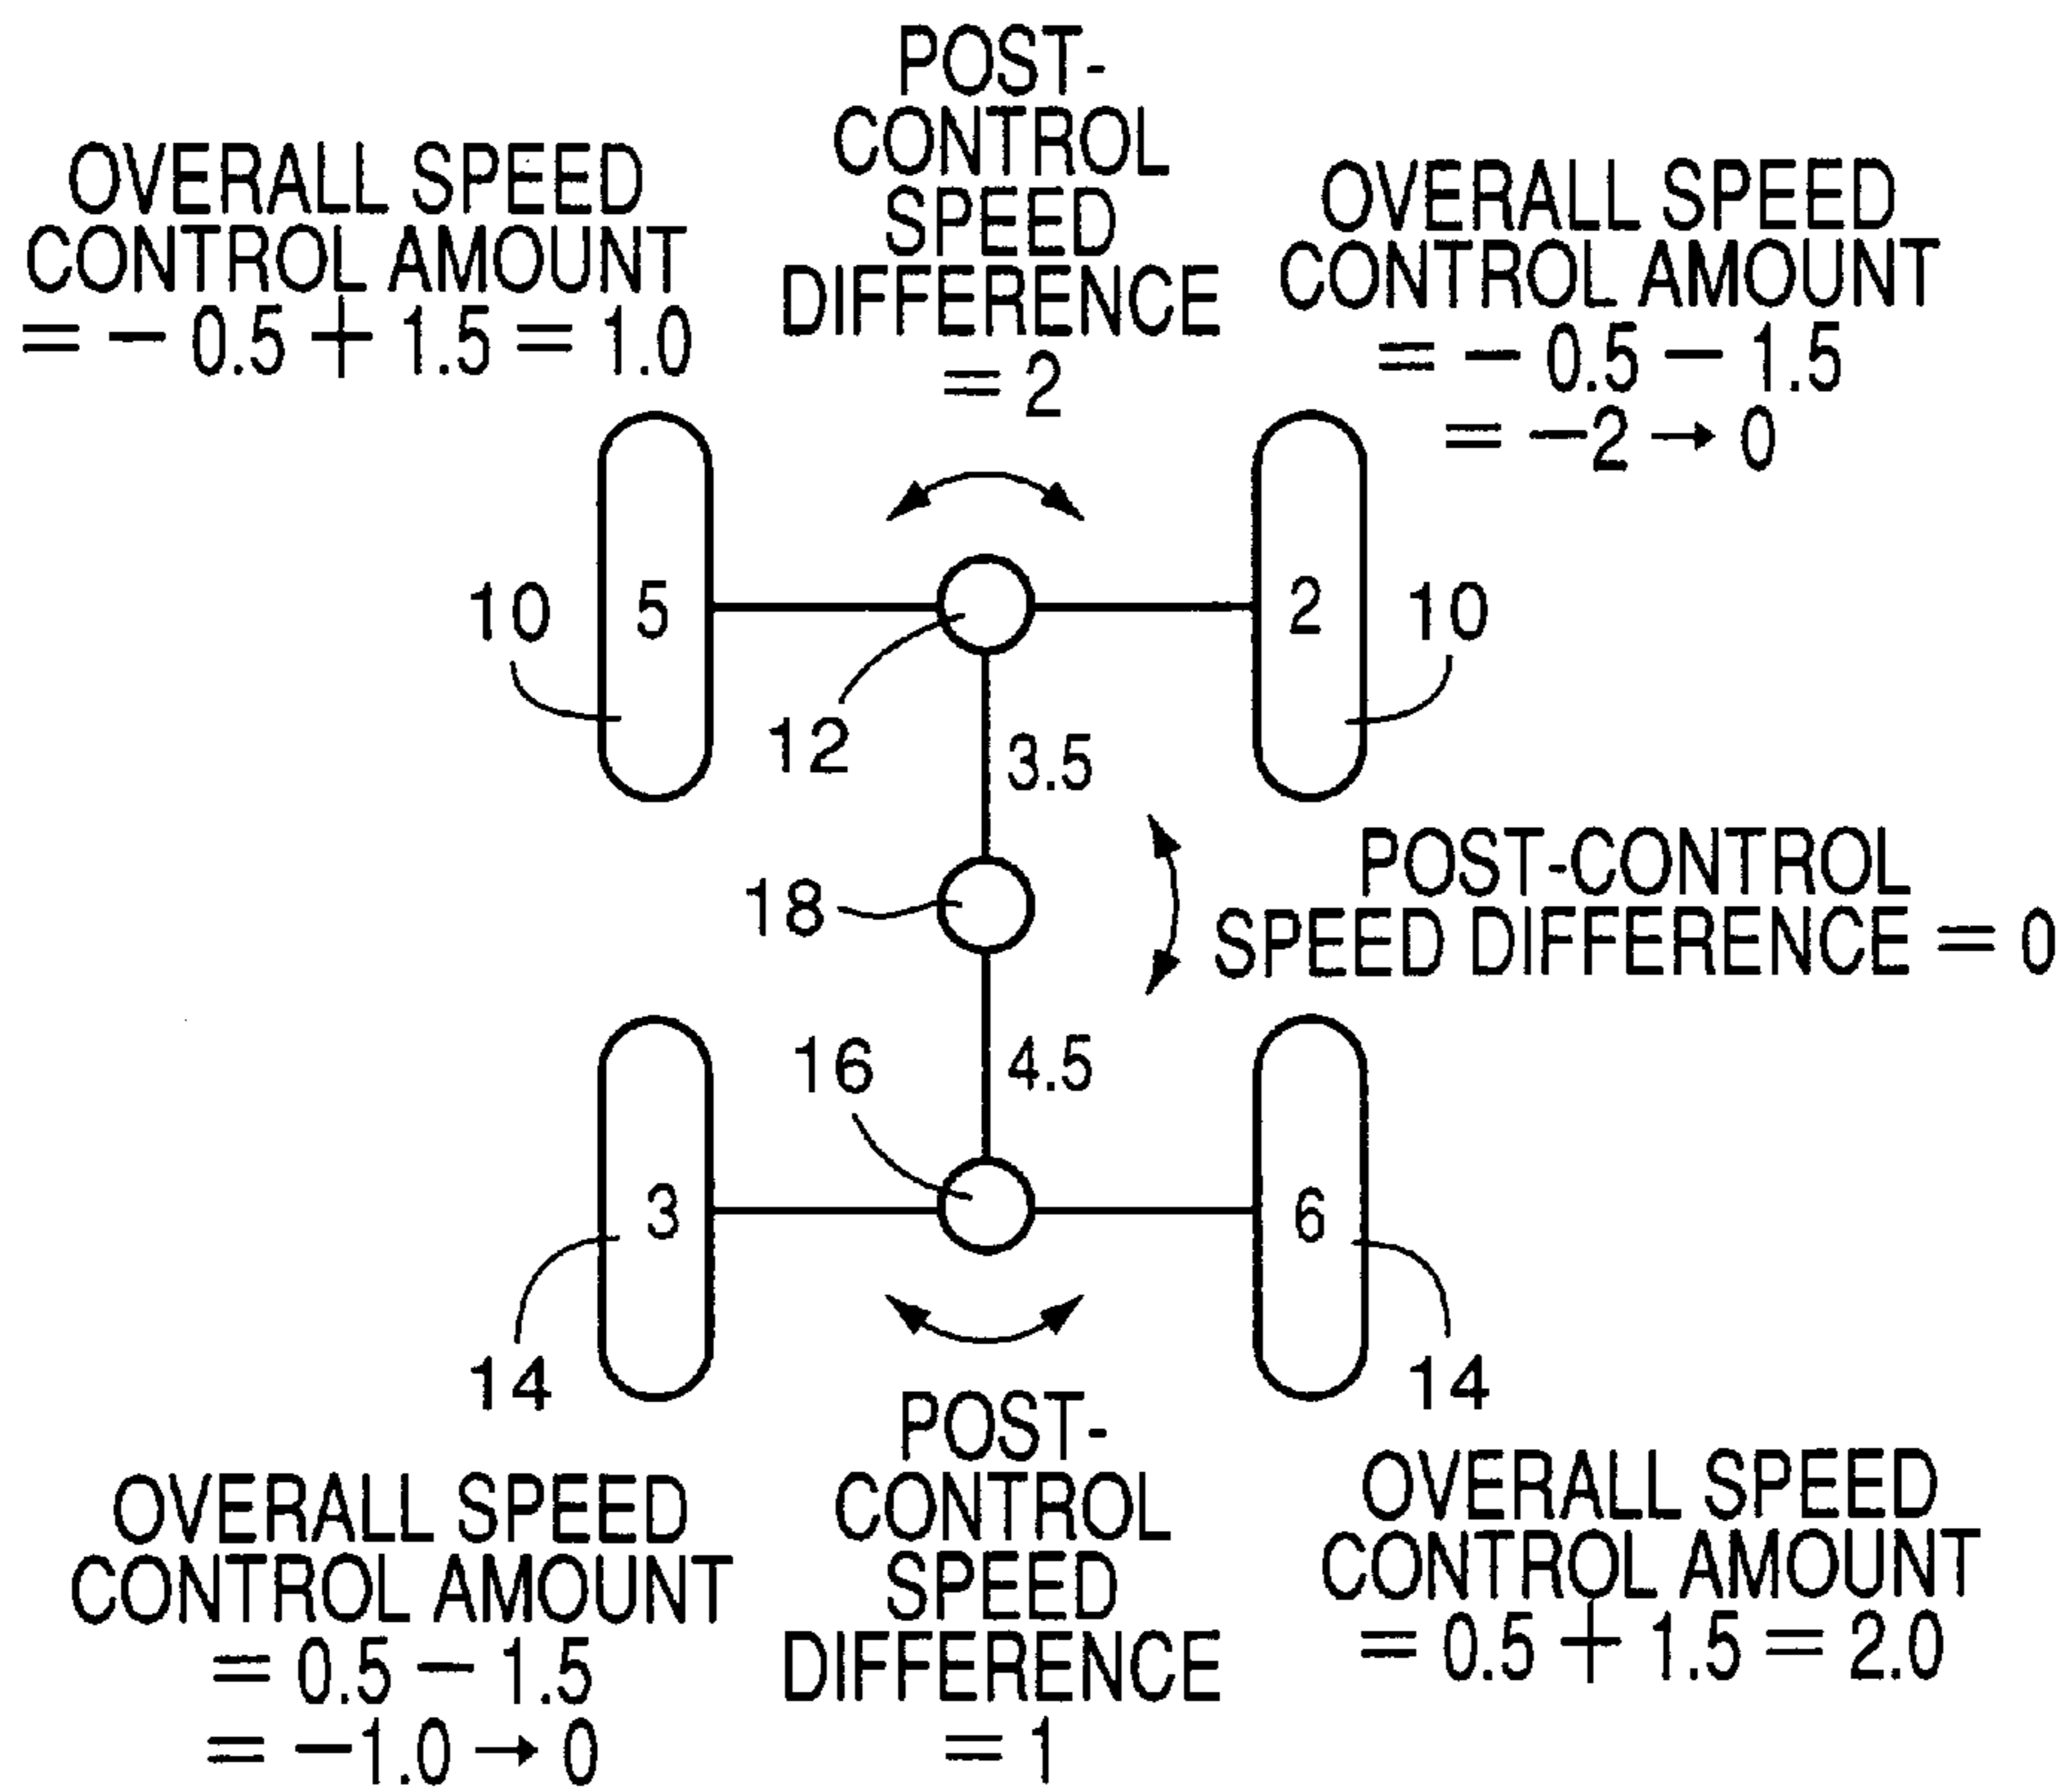 POST-
CONTROL
SPEED
DIFFERENCE
= 2
OVERALL SPEED
CONTROL AMOUNT
= − 0.5 + 1.5 = 1.0
OVERALL SPEED
CONTROL AMOUNT
= − 0.5 − 1.5
= −2 → 0
10
5
2
10
12
3.5
18
POST-CONTROL
SPEED DIFFERENCE = 0
16
4.5
3
6
14
14
OVERALL SPEED
CONTROL AMOUNT
= 0.5 − 1.5
= −1.0 → 0
POST-
CONTROL
SPEED
DIFFERENCE
= 1
OVERALL SPEED
CONTROL AMOUNT
= 0.5 + 1.5 = 2.0